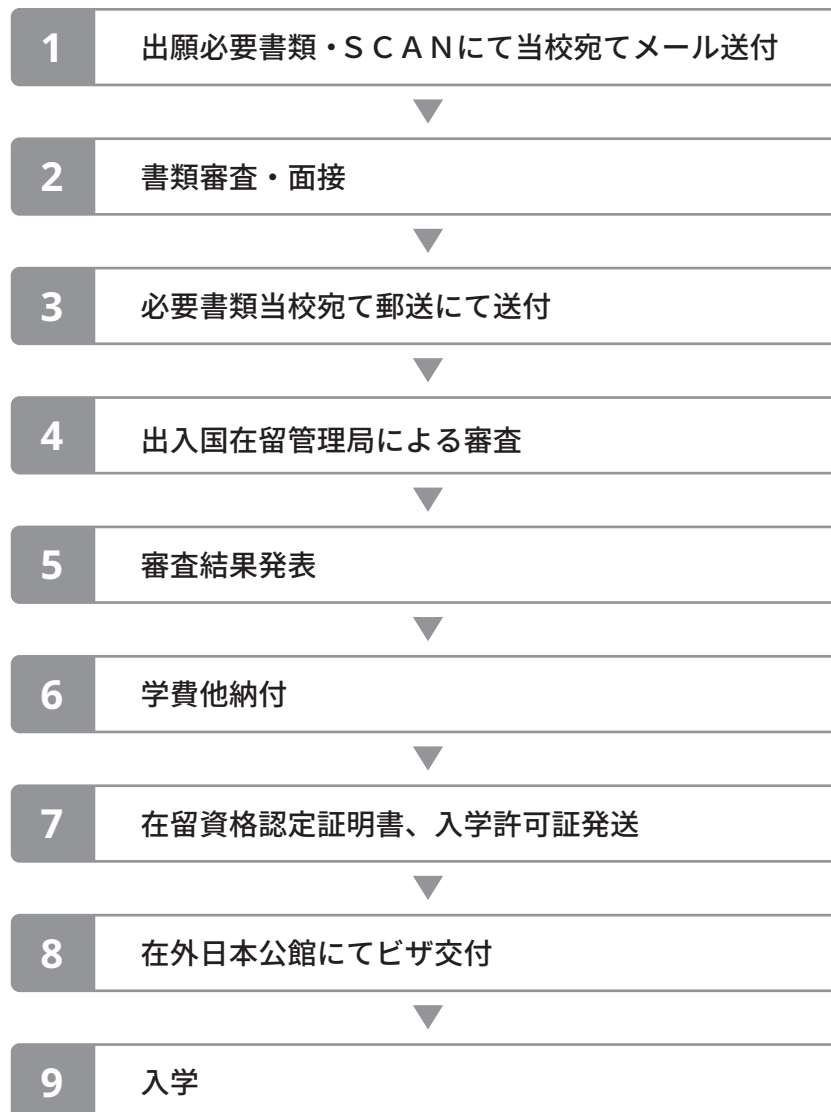 1 出願必要書類・ＳＣＡＮにて当校宛てメール送付
2 書類審査・面接
3 必要書類当校宛て郵送にて送付
4 出入国在留管理局による審査
5 審査結果発表
6 学費他納付
7 在留資格認定証明書、入学許可証発送
8 在外日本公館にてビザ交付
9 入学